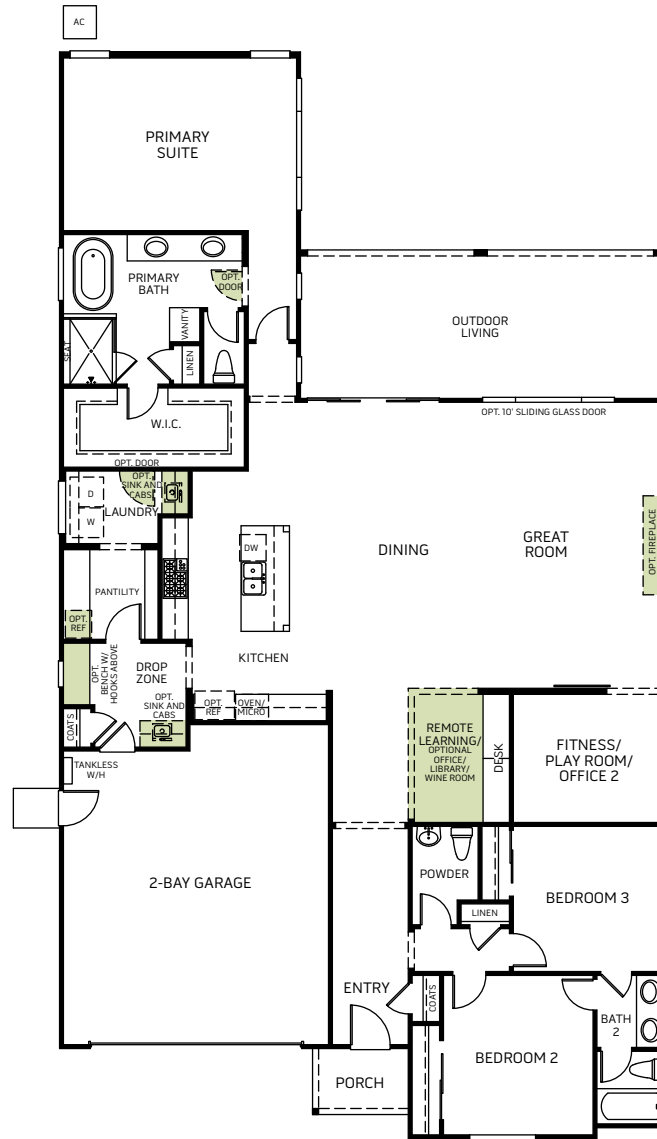 AC
PRIMARY
SUITE
PRIMARY
BATH
OPT.
DOOR
VANITY
SEAT
LINEN
OUTDOOR
LIVING
W.I.C.
OPT. 10' SLIDING GLASS DOOR
OPT. DOOR
D
W
OPT.
SINK AND
CABS
LAUNDRY
DW
DINING
GREAT
ROOM
OPT. FIREPLACE
PANTILITY
OPT.
REF
KITCHEN
OPT.
BENCH W/
HOOKS ABOVE
DROP
ZONE
OPT.
SINK AND
CABS
COATS
OPT.
REF
OVEN/
MICRO
REMOTE
LEARNING/
OPTIONAL
OFFICE/
LIBRARY/
WINE ROOM
DESK
FITNESS/
PLAY ROOM/
OFFICE 2
TANKLESS
W/H
2-BAY GARAGE
POWDER
BEDROOM 3
LINEN
ENTRY
COATS
BATH
2
BEDROOM 2
PORCH